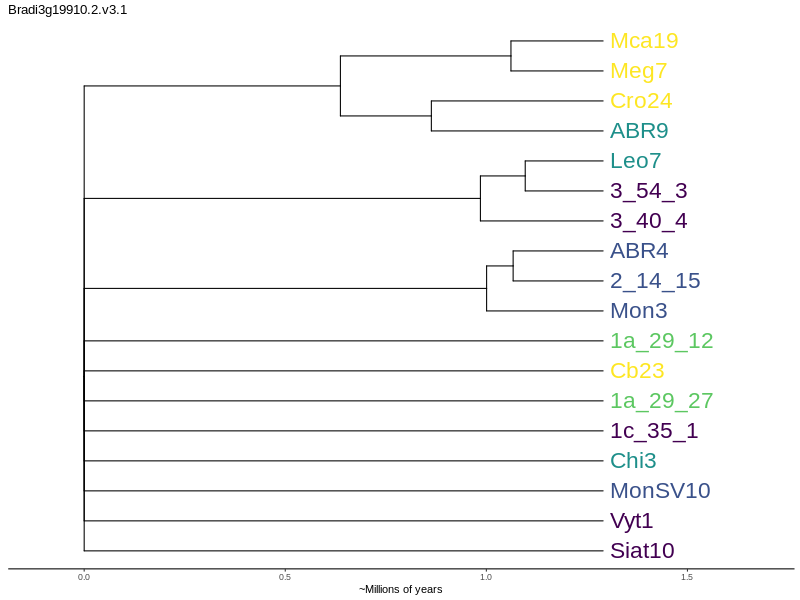 Bradi3g19910.2.v3.1
Mca19
Meg7
Cro24
ABR9
Leo7
3_54_3
3_40_4
ABR4
2_14_15
Mon3
1a_29_12
Cb23
1a_29_27
1c_35_1
Chi3
MonSV10
Vyt1
Siat10
0.0 0.5 1.0 1.5
~Millions of years